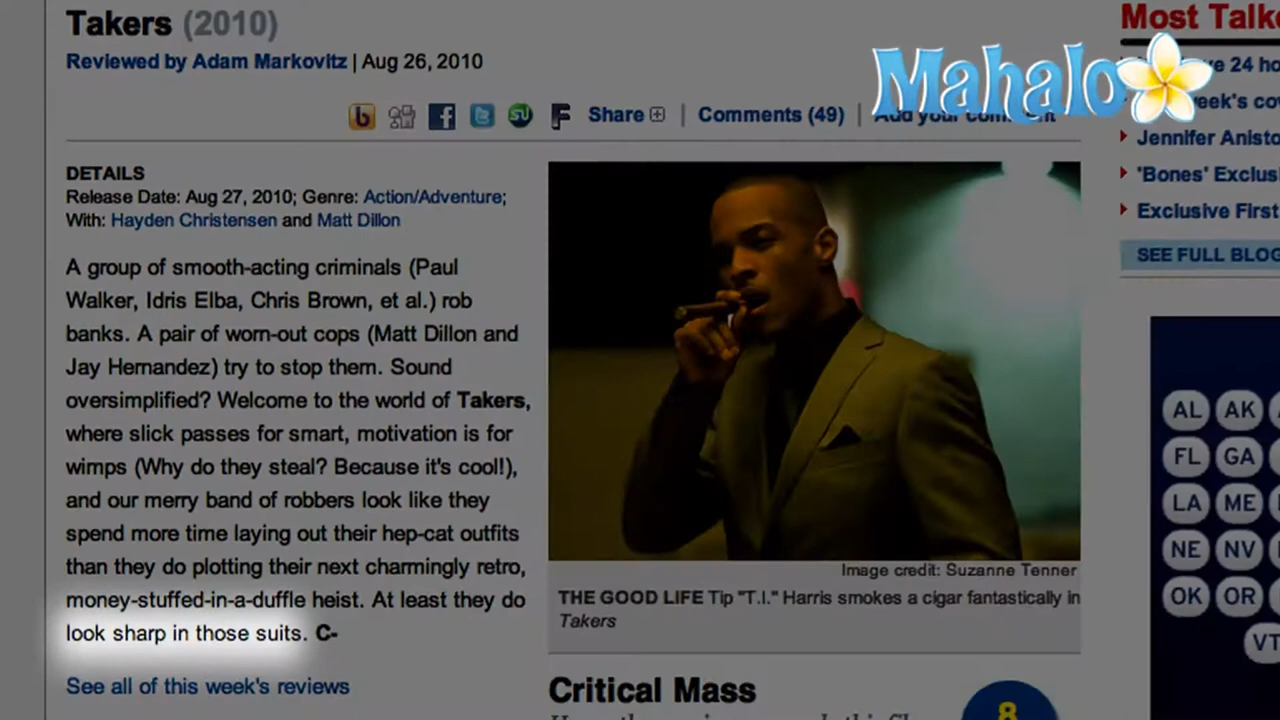 Takers (2010)
Reviewed by Adam Markovitz | Aug 26, 2010
Share | Comments (49) | Add your comment
DETAILS
Release Date: Aug 27, 2010; Genre: Action/Adventure;
With: Hayden Christensen and Matt Dillon
A group of smooth-acting criminals (Paul
Walker, Idris Elba, Chris Brown, et al.) rob
banks. A pair of worn-out cops (Matt Dillon and
Jay Hernandez) try to stop them. Sound
oversimplified? Welcome to the world of Takers,
where slick passes for smart, motivation is for
wimps (Why do they steal? Because it's cool!),
and our merry band of robbers look like they
spend more time laying out their hep-cat outfits
than they do plotting their next charmingly retro,
money-stuffed-in-a-duffle heist. At least they do
look sharp in those suits. C-
See all of this week's reviews
Image credit: Suzanne Tenner
THE GOOD LIFE Tip "T.I." Harris smokes a cigar fantastically in
Takers
Critical Mass
8
Mahalo
Most Talke
24 ho
Jennifer Anisto
'Bones' Exclus
Exclusive First
SEE FULL BLOG
AL AK
FL GA
LA ME
NE NV
OK OR
VT